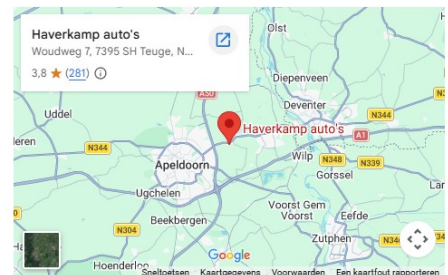 Haverkamp auto's
Woudweg 7, 7395 SH Teuge, N...
3,8 ★ (281)
Olst
Diepenveen
A50
Deventer
N344
Uddel
Haverkamp auto's
A1
N344
Wilp
N348
N339
Apeldoorn
Gorssel
Ugchelen
Voorst Gem
Voorst
Eefde
N304
Beekbergen
Zutphen
Hoenderloo
Google
Sneltoetsen
Kaartgegevens
Voorwaarden
Een kaartfout rapporteren